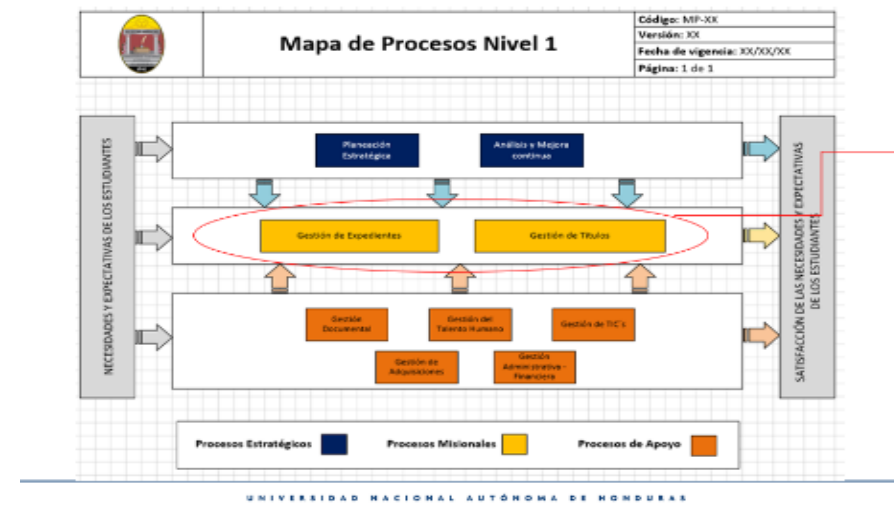 Mapa de Procesos Nivel 1
Código: MP-XX
Versión: XX
Fecha de vigencia: XX/XX/XX
Página: 1 de 1
NECESIDADES Y EXPECTATIVAS DE LOS ESTUDIANTES
Planeación
Estratégica
Análisis y Mejora
continua
Gestión de Expedientes
Gestión de Títulos
Gestión
Documental
Gestión del
Talento Humano
Gestión de TIC's
Gestión de
Adquisiciones
Gestión
Administrativa -
Financiera
SATISFACCIÓN DE LAS NECESIDADES Y EXPECTATIVAS
DE LOS ESTUDIANTES
Procesos Estratégicos
Procesos Misionales
Procesos de Apoyo
UNIVERSIDAD NACIONAL AUTÓNOMA DE HONDURAS